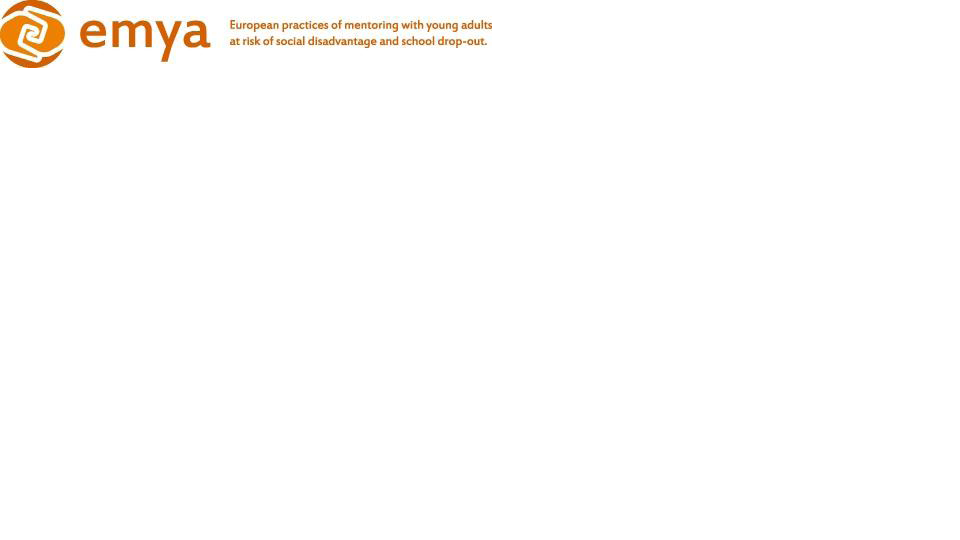 emya
European practices of mentoring with young adults
at risk of social disadvantage and school drop-out.